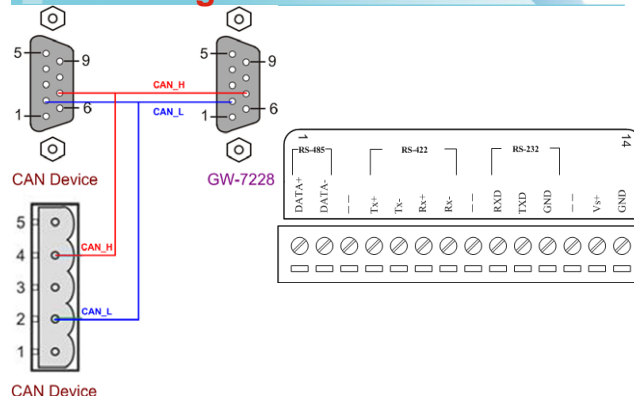 5
9
1
6
CAN_H
CAN_L
5
9
1
6
CAN Device
GW-7228
5
4
3
2
1
CAN_H
CAN_L
CAN Device
1
14
RS-485
RS-422
RS-232
DATA+
DATA-
--
Tx+
Tx-
Rx+
Rx-
--
RXD
TXD
GND
--
Vs+
GND